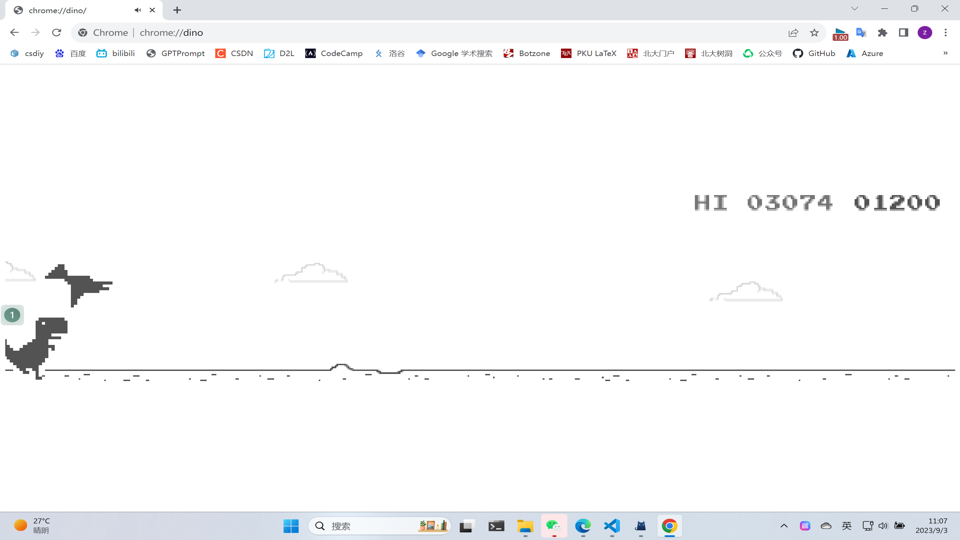 chrome://dino/
Chrome | chrome://dino
1.00
z
csdiy 百度 bilibili GPTPrompt CSDN D2L CodeCamp 洛谷 Google 学术搜索 Botzone PKU LaTeX 北大门户 北大树洞 公众号 GitHub Azure »
HI 03074 01200
1
27°C
晴朗
搜索
英
11:07
2023/9/3